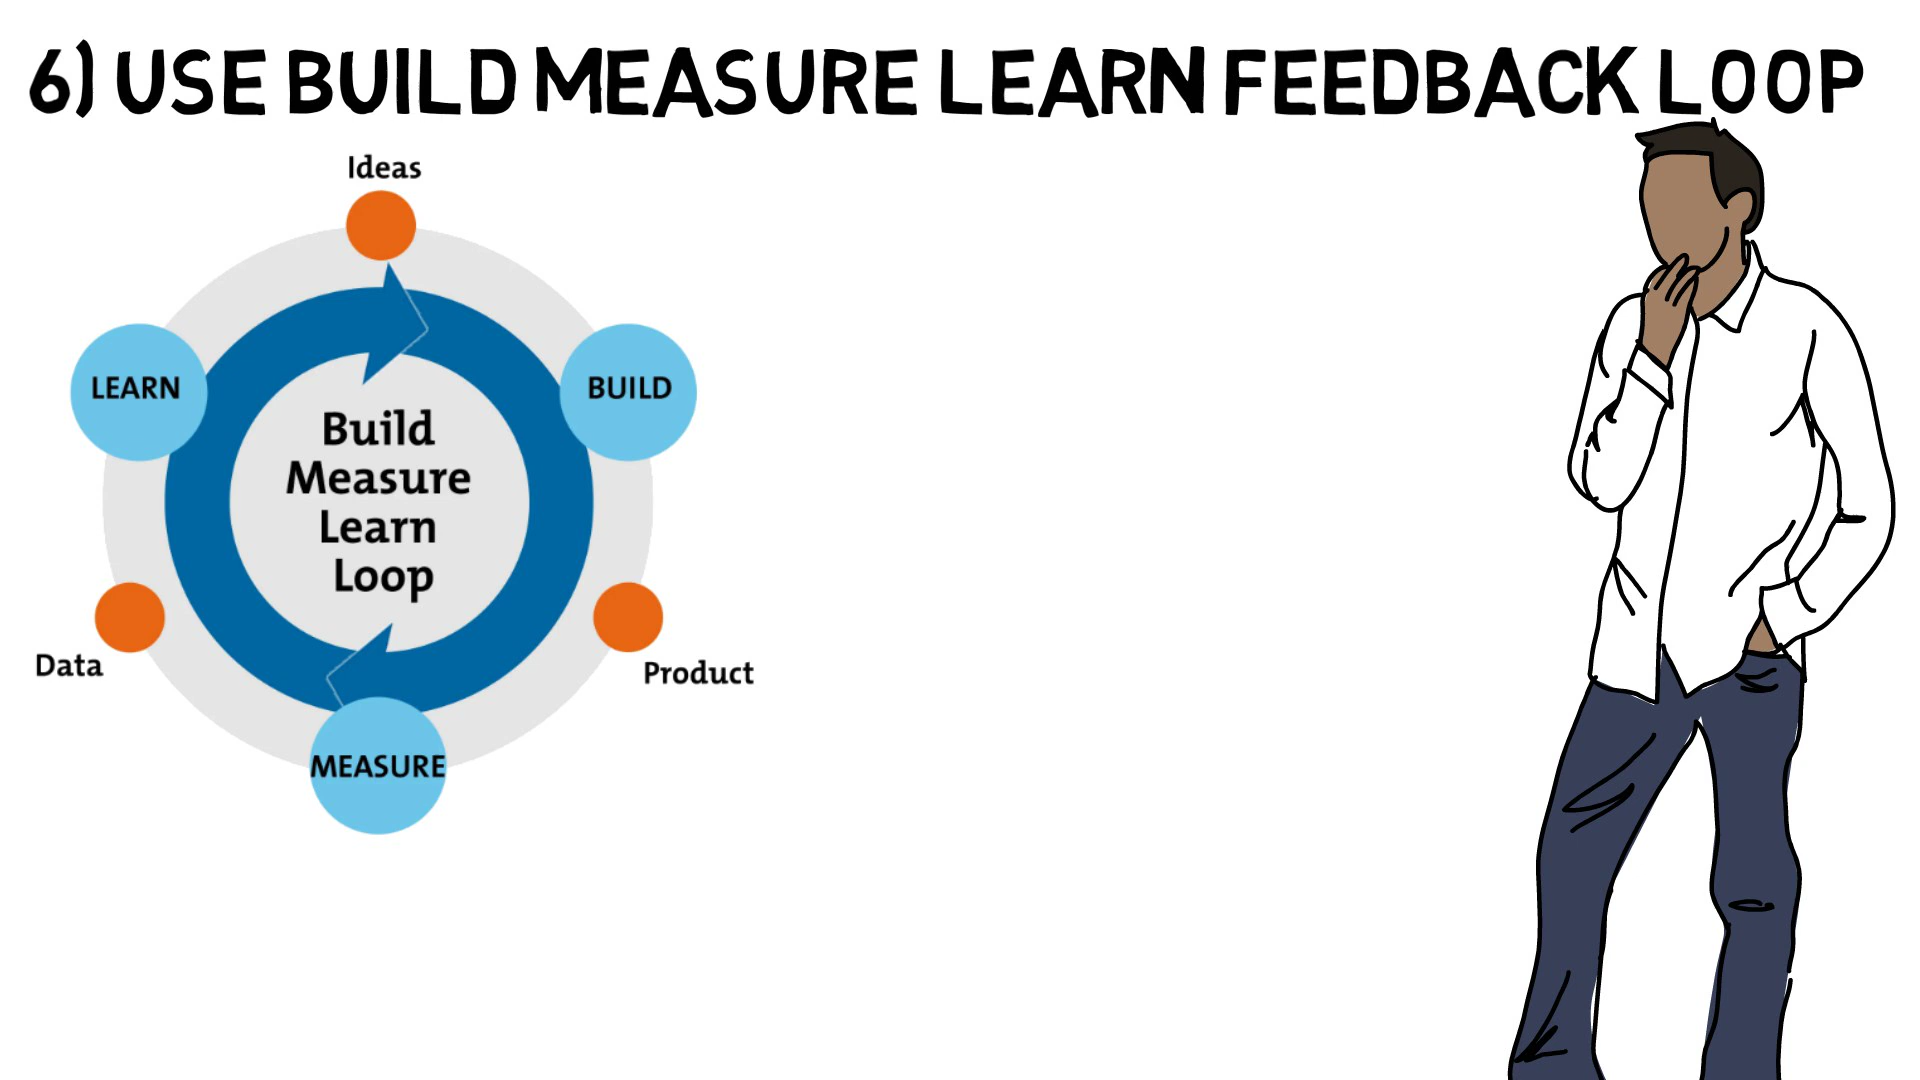 6) USE BUILD MEASURE LEARN FEEDBACK LOOP
Ideas
LEARN
BUILD
Build
Measure
Learn
Loop
Data
Product
MEASURE